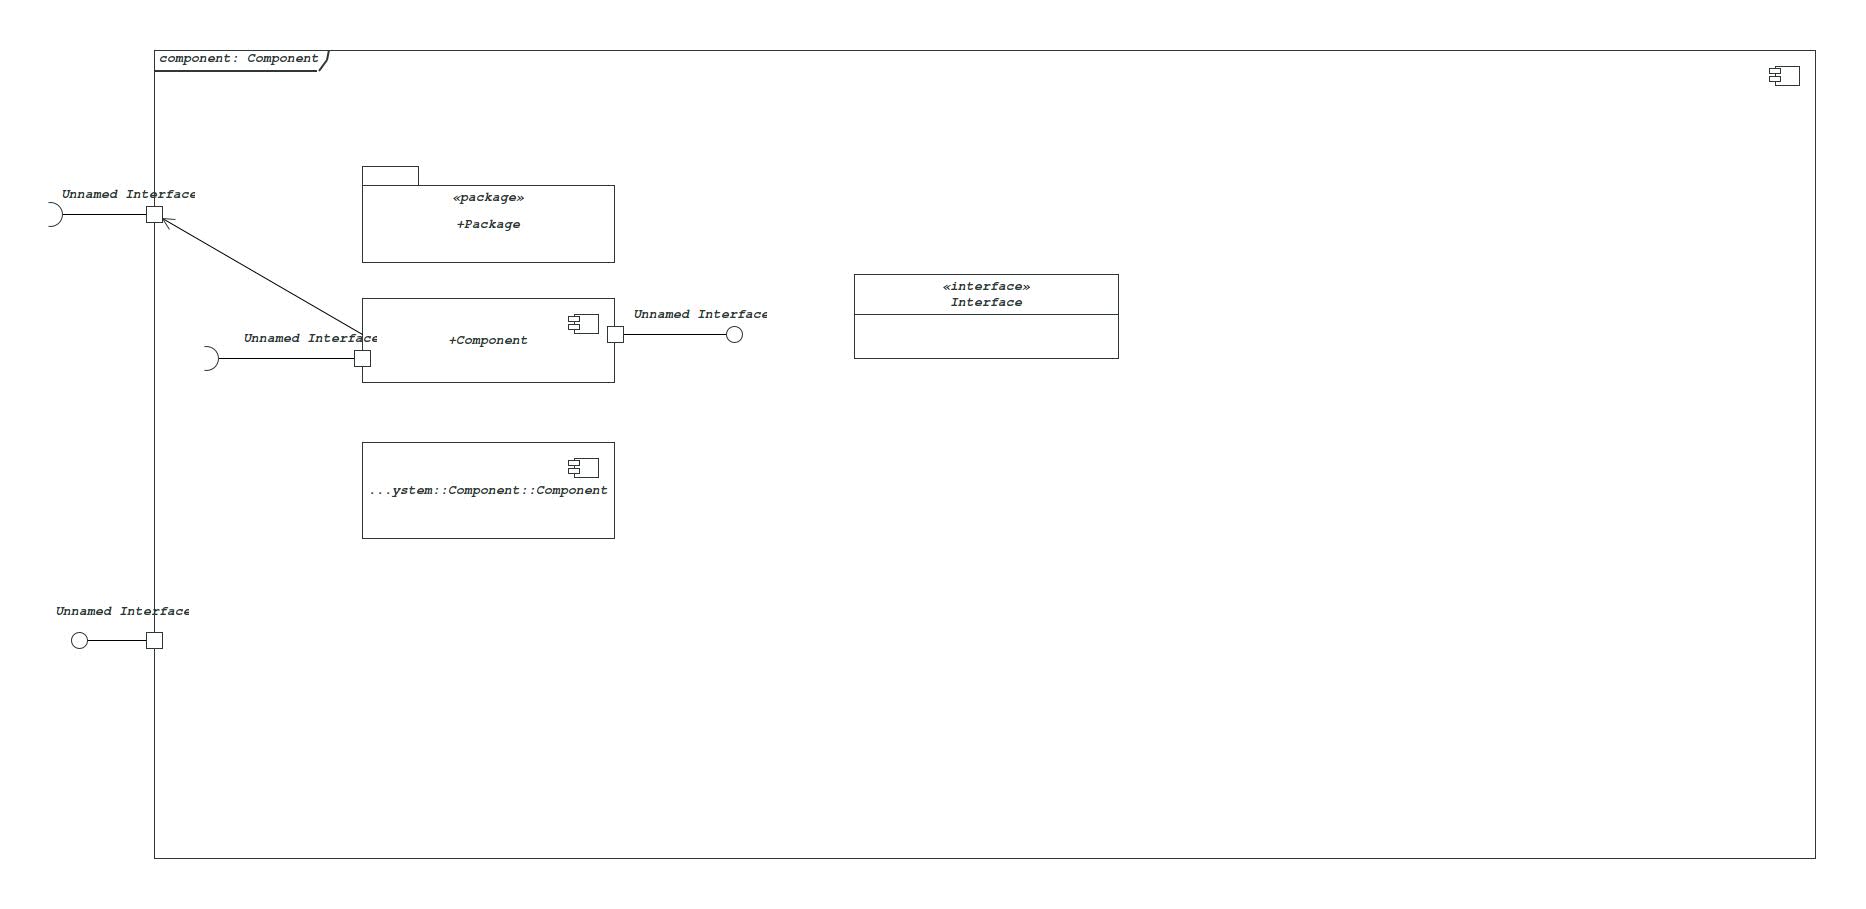 component: Component
Unnamed Interface
«package»
+Package
«interface»
Interface
Unnamed Interface
Unnamed Interface
+Component
...ystem::Component::Component
Unnamed Interface